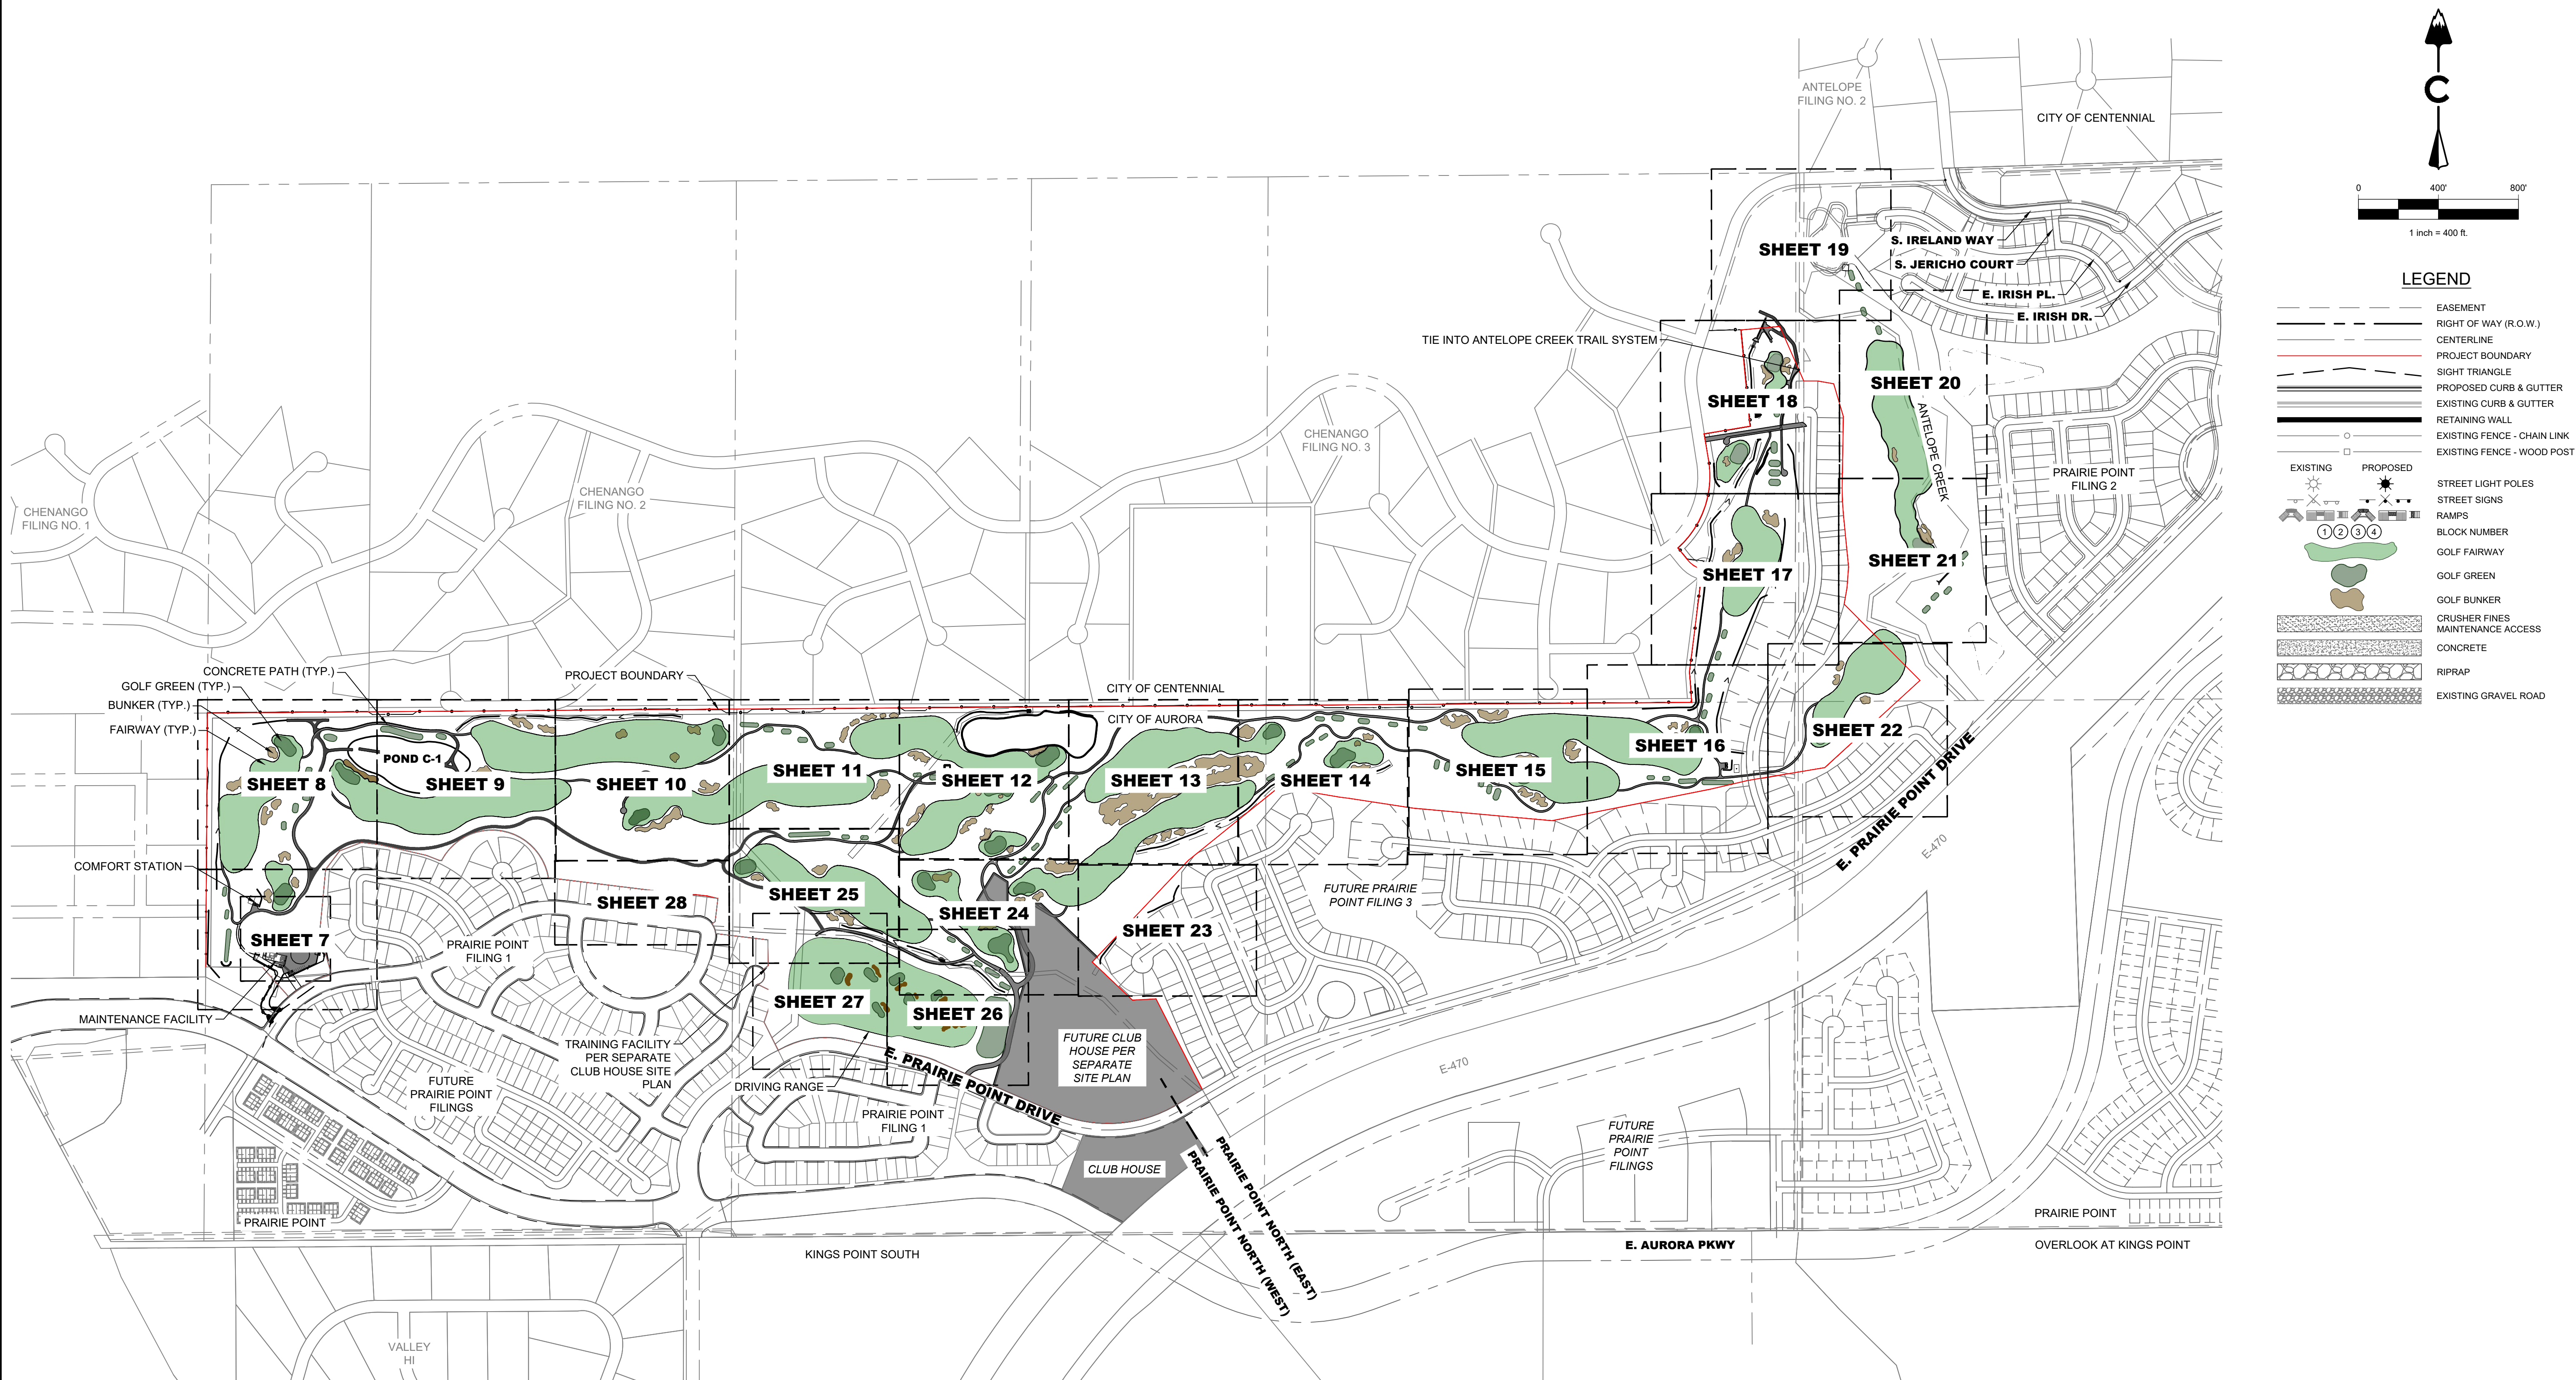 ANTELOPE
FILING NO. 2
CITY OF CENTENNIAL
C
0 400' 800'
1 inch = 400 ft.
SHEET 19
S. IRELAND WAY
S. JERICHO COURT
E. IRISH PL.
E. IRISH DR.
TIE INTO ANTELOPE CREEK TRAIL SYSTEM
SHEET 18
SHEET 20
ANTELOPE CREEK
CHENANGO
FILING NO. 3
CHENANGO
FILING NO. 2
CHENANGO
FILING NO. 1
PRAIRIE POINT
FILING 2
SHEET 17
SHEET 21
CONCRETE PATH (TYP.)
GOLF GREEN (TYP.)
BUNKER (TYP.)
FAIRWAY (TYP.)
PROJECT BOUNDARY
CITY OF CENTENNIAL
CITY OF AURORA
POND C-1
SHEET 8
SHEET 9
SHEET 10
SHEET 11
SHEET 12
SHEET 13
SHEET 14
SHEET 15
SHEET 16
SHEET 22
E. PRAIRIE POINT DRIVE
E-470
COMFORT STATION
SHEET 7
SHEET 28
SHEET 25
SHEET 24
SHEET 23
FUTURE PRAIRIE
POINT FILING 3
PRAIRIE POINT
FILING 1
SHEET 27
SHEET 26
MAINTENANCE FACILITY
TRAINING FACILITY
PER SEPARATE
CLUB HOUSE SITE
PLAN
DRIVING RANGE
E. PRAIRIE POINT DRIVE
FUTURE CLUB
HOUSE PER
SEPARATE
SITE PLAN
E-470
FUTURE
PRAIRIE POINT
FILINGS
PRAIRIE POINT
FILING 1
CLUB HOUSE
PRAIRIE POINT NORTH (EAST)
PRAIRIE POINT NORTH (WEST)
FUTURE
PRAIRIE
POINT
FILINGS
PRAIRIE POINT
PRAIRIE POINT
KINGS POINT SOUTH
E. AURORA PKWY
OVERLOOK AT KINGS POINT
VALLEY
HI
LEGEND
EASEMENT
RIGHT OF WAY (R.O.W.)
CENTERLINE
PROJECT BOUNDARY
SIGHT TRIANGLE
PROPOSED CURB & GUTTER
EXISTING CURB & GUTTER
RETAINING WALL
EXISTING FENCE - CHAIN LINK
EXISTING FENCE - WOOD POST
EXISTING PROPOSED
STREET LIGHT POLES
STREET SIGNS
RAMPS
1 2 3 4 BLOCK NUMBER
GOLF FAIRWAY
GOLF GREEN
GOLF BUNKER
CRUSHER FINES
MAINTENANCE ACCESS
CONCRETE
RIPRAP
EXISTING GRAVEL ROAD